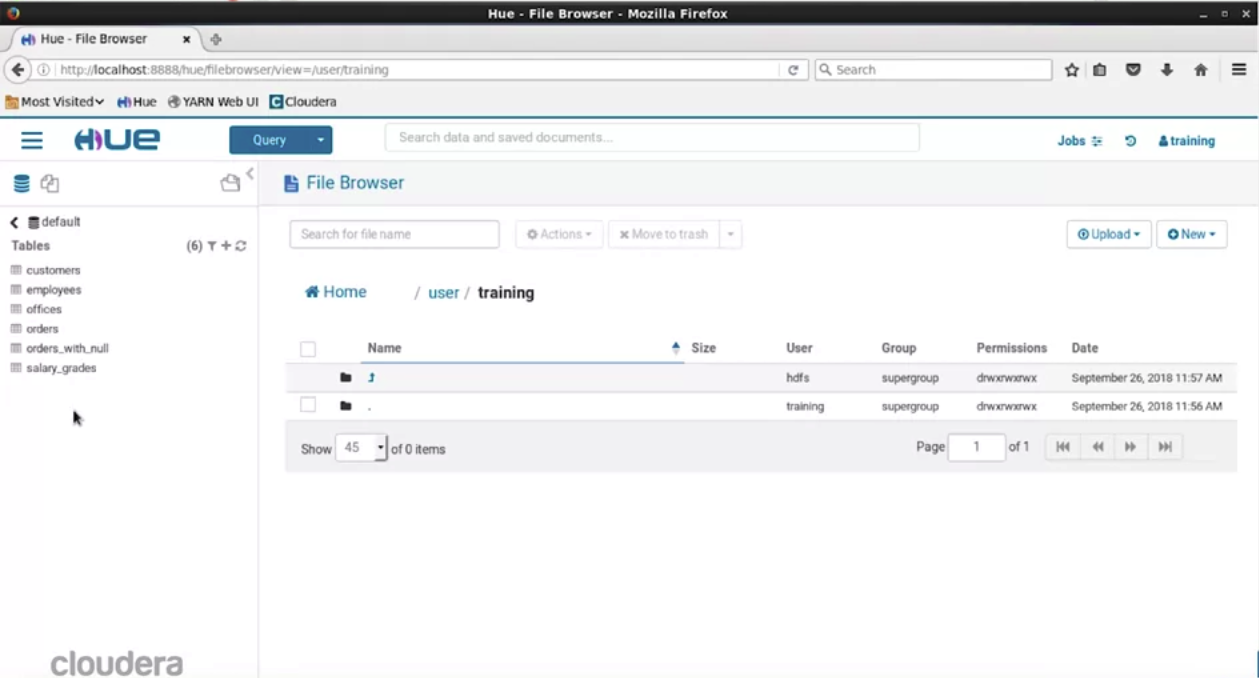 Hue - File Browser - Mozilla Firefox
Hue - File Browser
http://localhost:8888/hue/filebrowser/view=/user/training
Search
Most Visited Hue YARN Web UI Cloudera
HUE Query Search data and saved documents... Jobs training
File Browser
default
Tables (6)
customers
employees
offices
orders
orders_with_null
salary_grades
Search for file name Actions Move to trash Upload New
Home / user / training
Name Size User Group Permissions Date
hdfs supergroup drwxrwxrwx September 26, 2018 11:57 AM
. training supergroup drwxrwxrwx September 26, 2018 11:56 AM
Show 45 of 0 items Page 1 of 1
cloudera